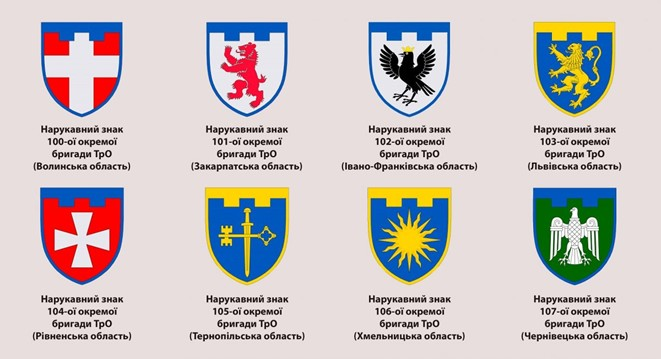 Нарукавний знак
100-ої окремої
бригади ТрО
(Волинська область)
Нарукавний знак
101-ої окремої
бригади ТрО
(Закарпатська область)
Нарукавний знак
102-ої окремої
бригади ТрО
(Івано-Франківська область)
Нарукавний знак
103-ої окремої
бригади ТрО
(Львівська область)
Нарукавний знак
104-ої окремої
бригади ТрО
(Рівненська область)
Нарукавний знак
105-ої окремої
бригади ТрО
(Тернопільська область)
Нарукавний знак
106-ої окремої
бригади ТрО
(Хмельницька область)
Нарукавний знак
107-ої окремої
бригади ТрО
(Чернівецька область)